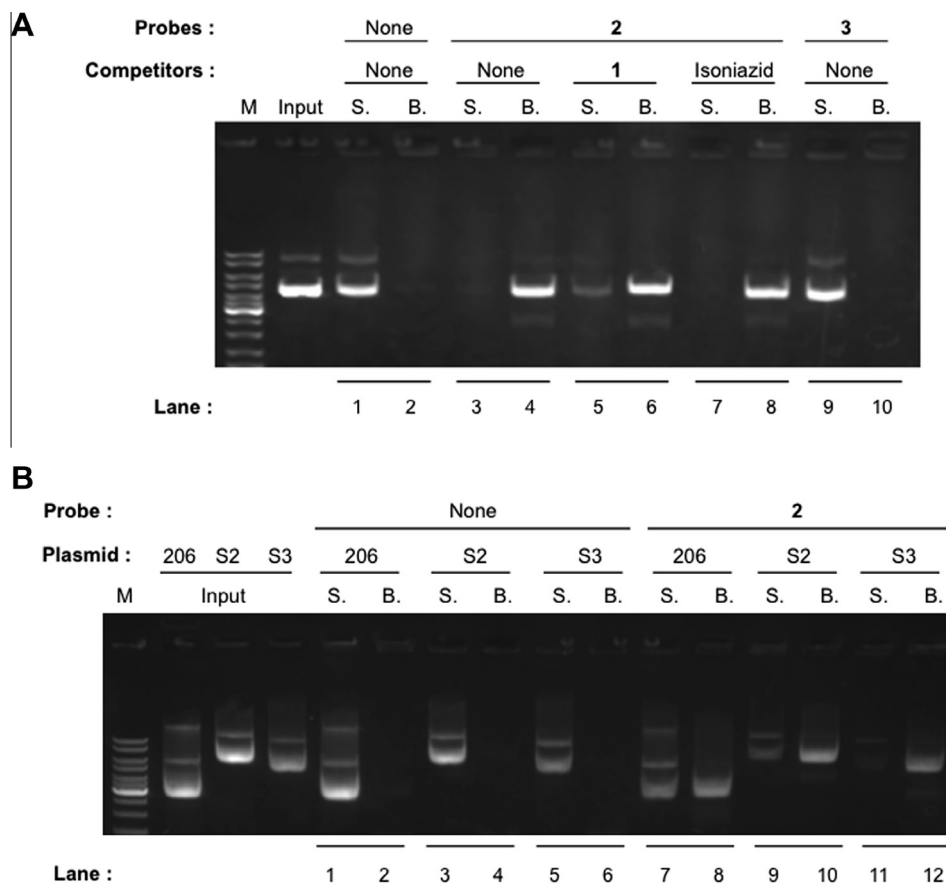 A
Probes : None 2 3
Competitors : None None 1 Isoniazid None
M Input S. B. S. B. S. B. S. B. S. B.
Lane : 1 2 3 4 5 6 7 8 9 10
B
Probe : None 2
Plasmid : 206 S2 S3 206 S2 S3 206 S2 S3
M Input S. B. S. B. S. B. S. B. S. B. S. B.
Lane : 1 2 3 4 5 6 7 8 9 10 11 12